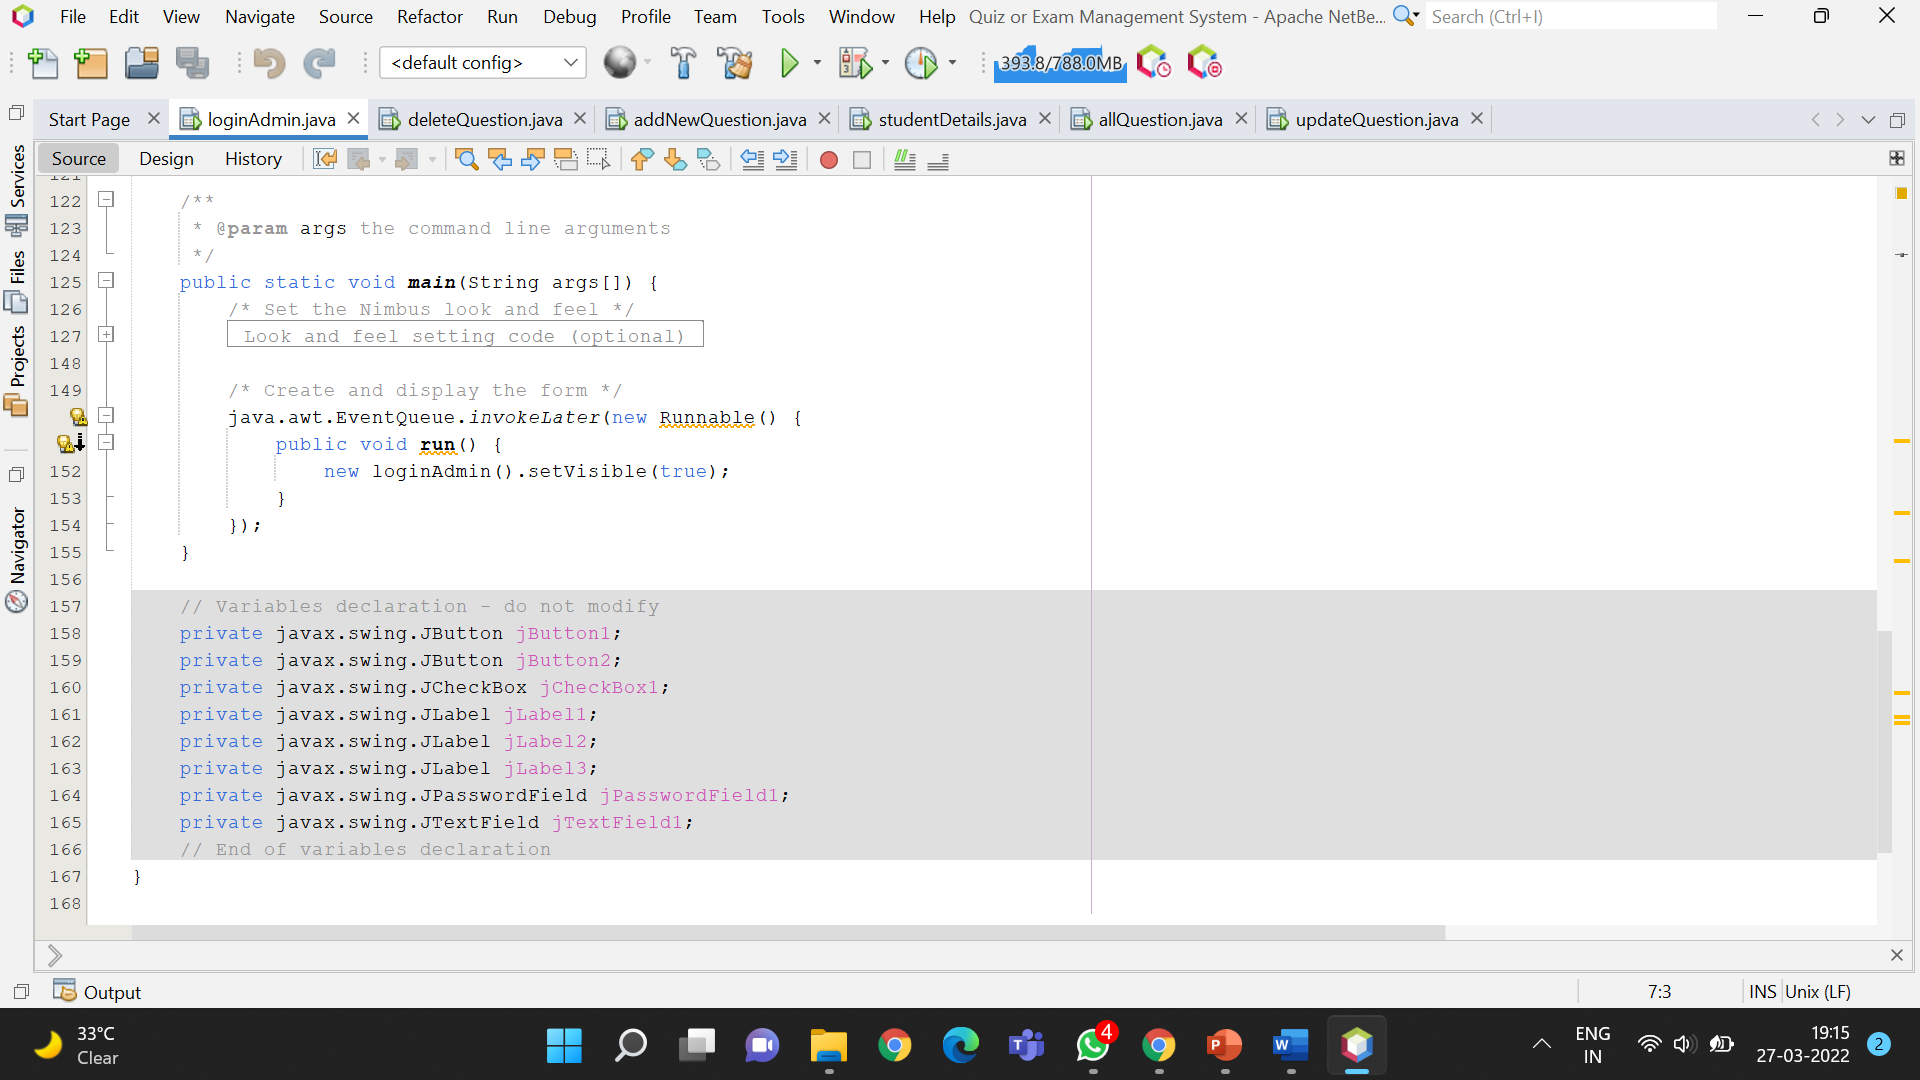 File Edit View Navigate Source Refactor Run Debug Profile Team Tools Window Help Quiz or Exam Management System - Apache NetBe... Search (Ctrl+I)
<default config> 393.8/788.0MB
Start Page loginAdmin.java deleteQuestion.java addNewQuestion.java studentDetails.java allQuestion.java updateQuestion.java
Source Design History
Services
Files
Projects
Navigator
121
122 /**
123 * @param args the command line arguments
124 */
125 public static void main(String args[]) {
126 /* Set the Nimbus look and feel */
127 Look and feel setting code (optional)
148
149 /* Create and display the form */
java.awt.EventQueue.invokeLater(new Runnable() {
public void run() {
152 new loginAdmin().setVisible(true);
153 }
154 });
155 }
156
157 // Variables declaration - do not modify
158 private javax.swing.JButton jButton1;
159 private javax.swing.JButton jButton2;
160 private javax.swing.JCheckBox jCheckBox1;
161 private javax.swing.JLabel jLabel1;
162 private javax.swing.JLabel jLabel2;
163 private javax.swing.JLabel jLabel3;
164 private javax.swing.JPasswordField jPasswordField1;
165 private javax.swing.JTextField jTextField1;
166 // End of variables declaration
167 }
168
Output 7:3 INS Unix (LF)
33°C
Clear
4
ENG
IN
19:15
27-03-2022
2